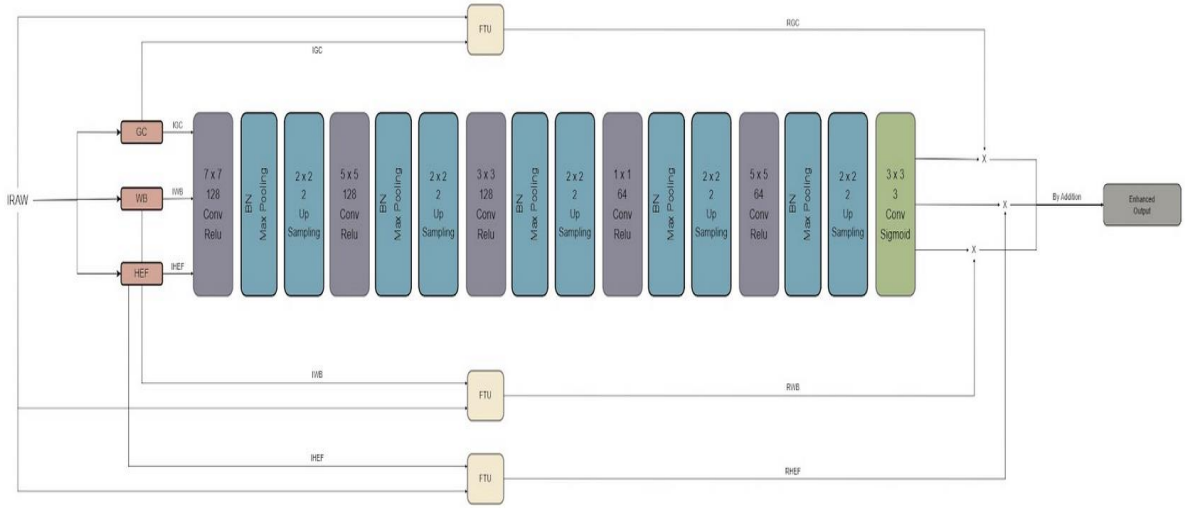 FTU
RGC
IGC
GC
IGC
IRAW
WB
IWB
HEF
IHEF
7 x 7
128
Conv
Relu
BN
Max Pooling
2 x 2
2
Up
Sampling
5 x 5
128
Conv
Relu
BN
Max Pooling
2 x 2
2
Up
Sampling
3 x 3
128
Conv
Relu
BN
Max Pooling
2 x 2
2
Up
Sampling
1 x 1
64
Conv
Relu
BN
Max Pooling
2 x 2
2
Up
Sampling
5 x 5
64
Conv
Relu
BN
Max Pooling
2 x 2
2
Up
Sampling
3 x 3
3
Conv
Sigmoid
X
X
X
By Addition
Enhanced
Output
IWB
FTU
RWB
IHEF
FTU
RHEF